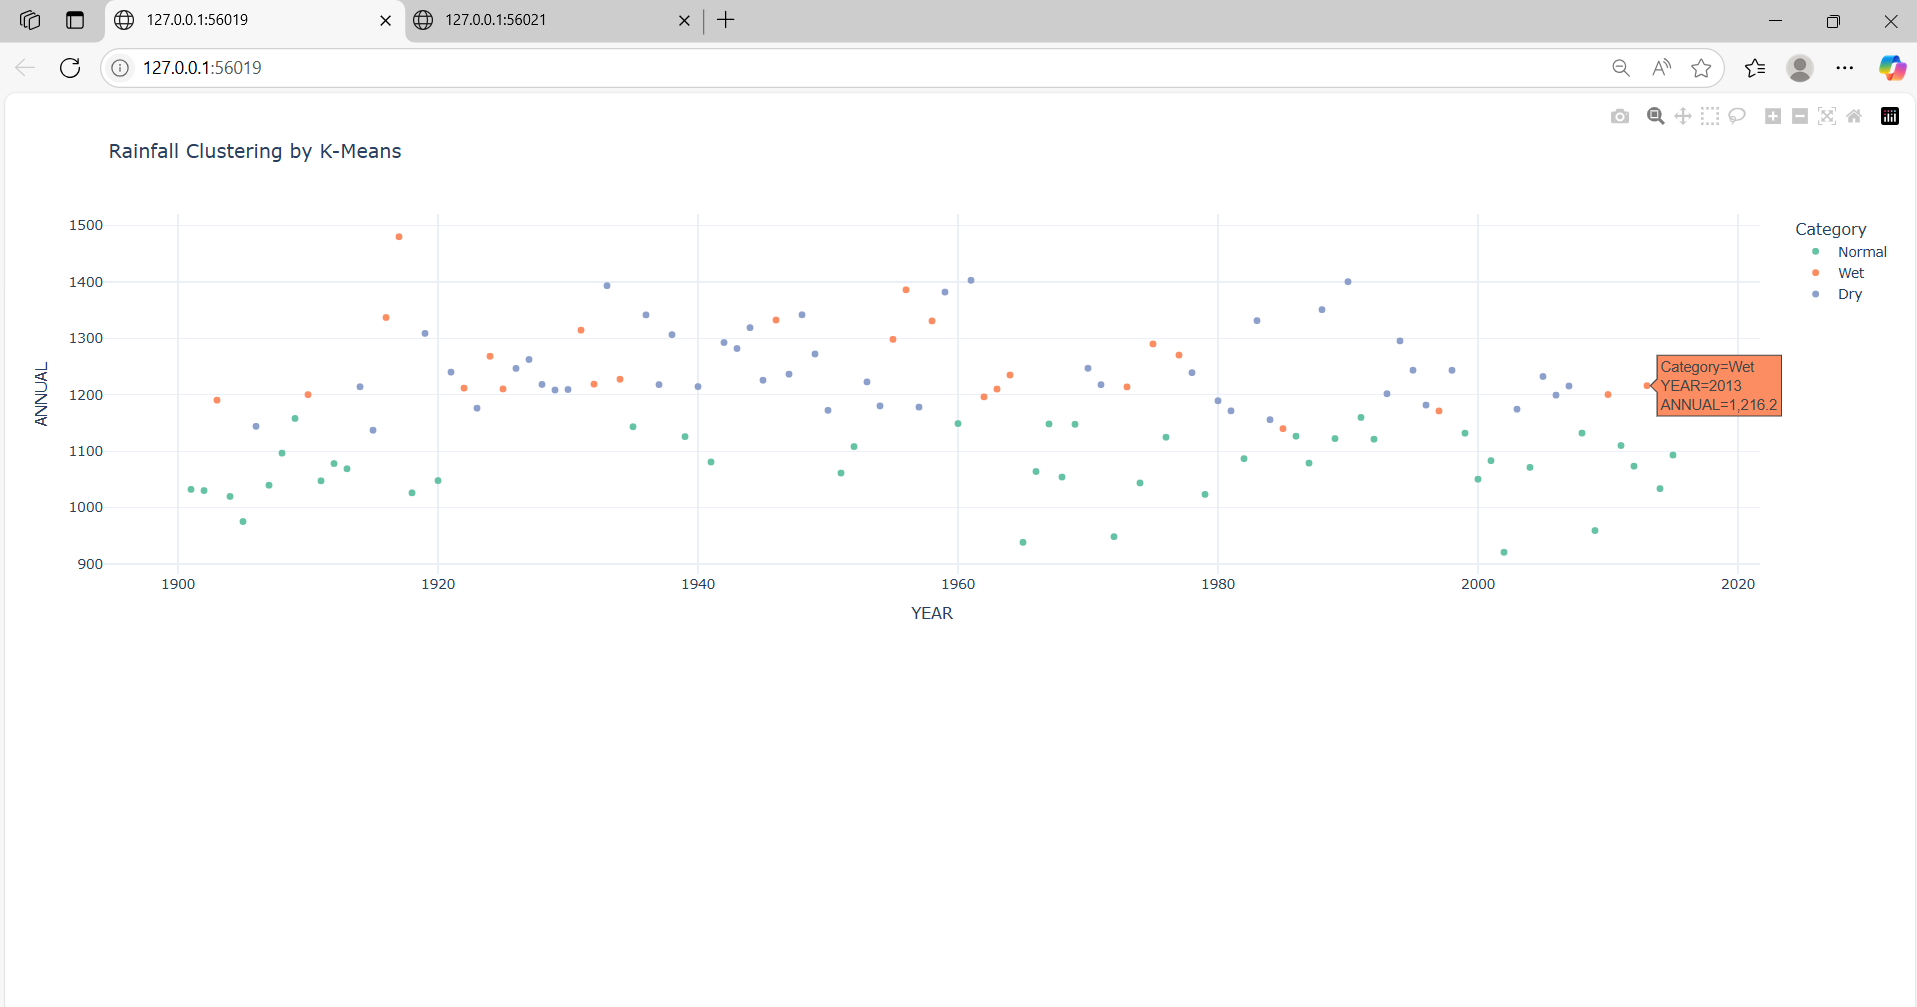 127.0.0.1:56019
127.0.0.1:56021
127.0.0.1:56019
Rainfall Clustering by K-Means
1500
1400
1300
1200
1100
1000
900
ANNUAL
1900
1920
1940
1960
1980
2000
2020
YEAR
Category
Normal
Wet
Dry
Category=Wet
YEAR=2013
ANNUAL=1,216.2